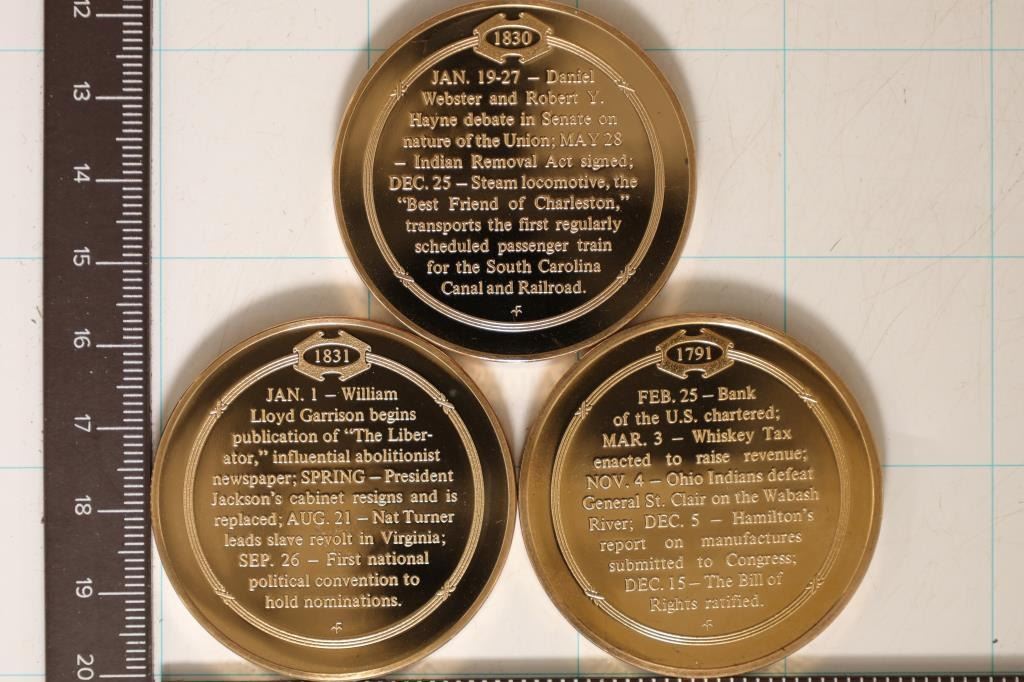 12
13
14
15
16
17
18
19
20
1830
JAN. 19-27 – Daniel
Webster and Robert Y.
Hayne debate in Senate on
nature of the Union; MAY 28
– Indian Removal Act signed;
DEC. 25 – Steam locomotive, the
"Best Friend of Charleston,"
transports the first regularly
scheduled passenger train
for the South Carolina
Canal and Railroad.
1831
JAN. 1 – William
Lloyd Garrison begins
publication of "The Liber-
ator," influential abolitionist
newspaper; SPRING – President
Jackson's cabinet resigns and is
replaced; AUG. 21 – Nat Turner
leads slave revolt in Virginia;
SEP. 26 – First national
political convention to
hold nominations.
1791
FEB. 25 – Bank
of the U.S. chartered;
MAR. 3 – Whiskey Tax
enacted to raise revenue;
NOV. 4 – Ohio Indians defeat
General St. Clair on the Wabash
River; DEC. 5 – Hamilton's
report on manufactures
submitted to Congress;
DEC. 15 – The Bill of
Rights ratified.